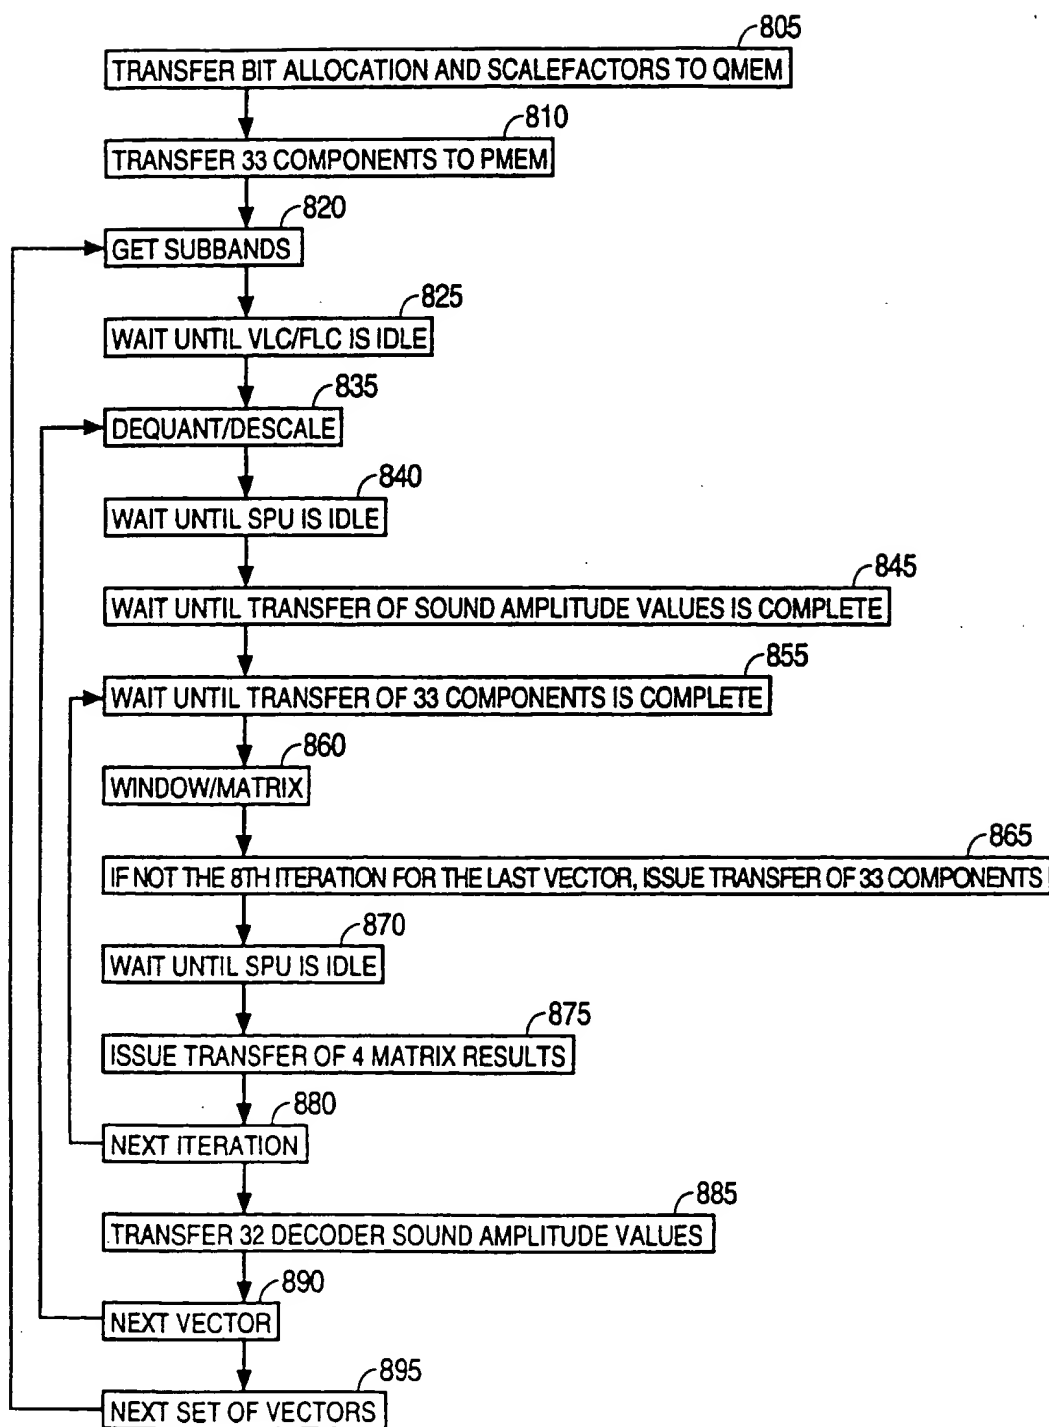 805
TRANSFER BIT ALLOCATION AND SCALEFACTORS TO QMEM
810
TRANSFER 33 COMPONENTS TO PMEM
820
GET SUBBANDS
825
WAIT UNTIL VLC/FLC IS IDLE
835
DEQUANT/DESCALE
840
WAIT UNTIL SPU IS IDLE
845
WAIT UNTIL TRANSFER OF SOUND AMPLITUDE VALUES IS COMPLETE
855
WAIT UNTIL TRANSFER OF 33 COMPONENTS IS COMPLETE
860
WINDOW/MATRIX
865
IF NOT THE 8TH ITERATION FOR THE LAST VECTOR, ISSUE TRANSFER OF 33 COMPONENTS
870
WAIT UNTIL SPU IS IDLE
875
ISSUE TRANSFER OF 4 MATRIX RESULTS
880
NEXT ITERATION
885
TRANSFER 32 DECODER SOUND AMPLITUDE VALUES
890
NEXT VECTOR
895
NEXT SET OF VECTORS